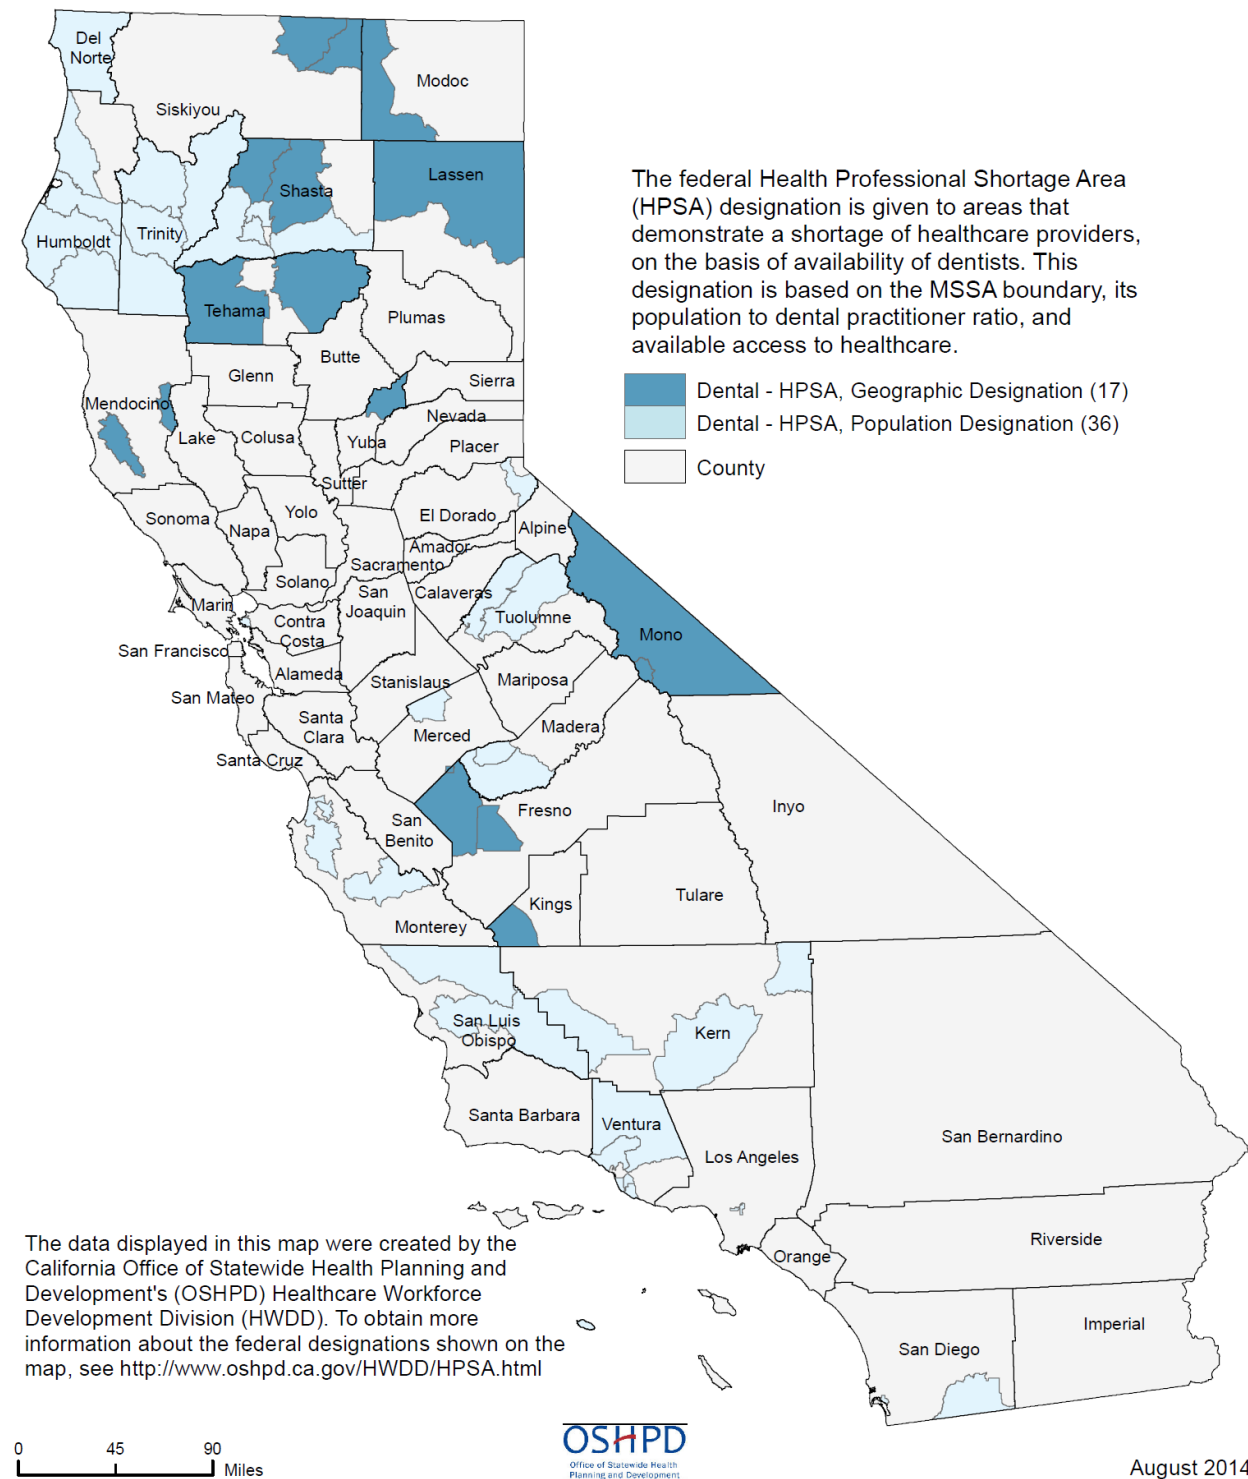 Del
Norte
Siskiyou
Modoc
Shasta
Lassen
Humboldt
Trinity
Tehama
Plumas
Butte
Glenn
Sierra
Mendocino
Nevada
Lake
Colusa
Yuba
Placer
Sutter
Sonoma
Napa
Yolo
El Dorado
Alpine
Amador
Sacramento
Solano
San
Joaquin
Calaveras
Marin
Contra
Costa
Tuolumne
Mono
San Francisco
Alameda
Stanislaus
Mariposa
San Mateo
Santa
Clara
Merced
Madera
Santa Cruz
Inyo
San
Benito
Fresno
Kings
Tulare
Monterey
San Luis
Obispo
Kern
Santa Barbara
Ventura
Los Angeles
San Bernardino
Orange
Riverside
San Diego
Imperial
The federal Health Professional Shortage Area
(HPSA) designation is given to areas that
demonstrate a shortage of healthcare providers,
on the basis of availability of dentists. This
designation is based on the MSSA boundary, its
population to dental practitioner ratio, and
available access to healthcare.
Dental - HPSA, Geographic Designation (17)
Dental - HPSA, Population Designation (36)
County
The data displayed in this map were created by the
California Office of Statewide Health Planning and
Development's (OSHPD) Healthcare Workforce
Development Division (HWDD). To obtain more
information about the federal designations shown on the
map, see http://www.oshpd.ca.gov/HWDD/HPSA.html
0 45 90
Miles
OSHPD
Office of Statewide Health
Planning and Development
August 2014